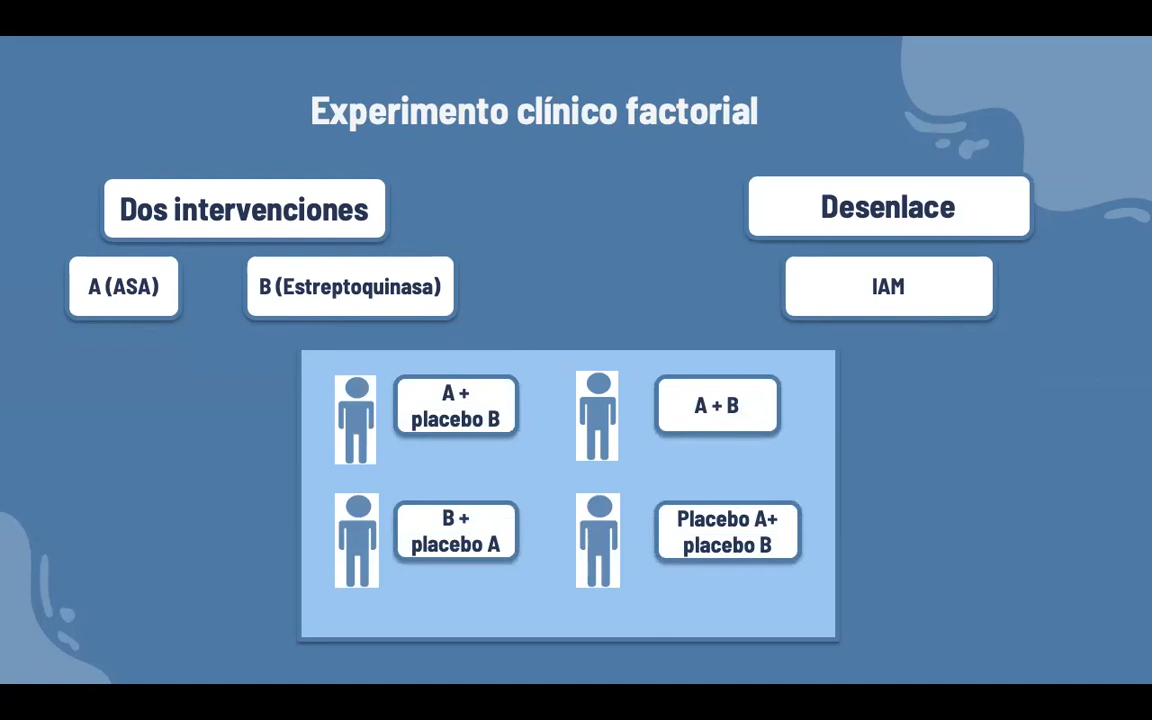 Experimento clínico factorial
Dos intervenciones
Desenlace
A (ASA)
B (Estreptoquinasa)
IAM
A +
placebo B
A + B
B +
placebo A
Placebo A+
placebo B